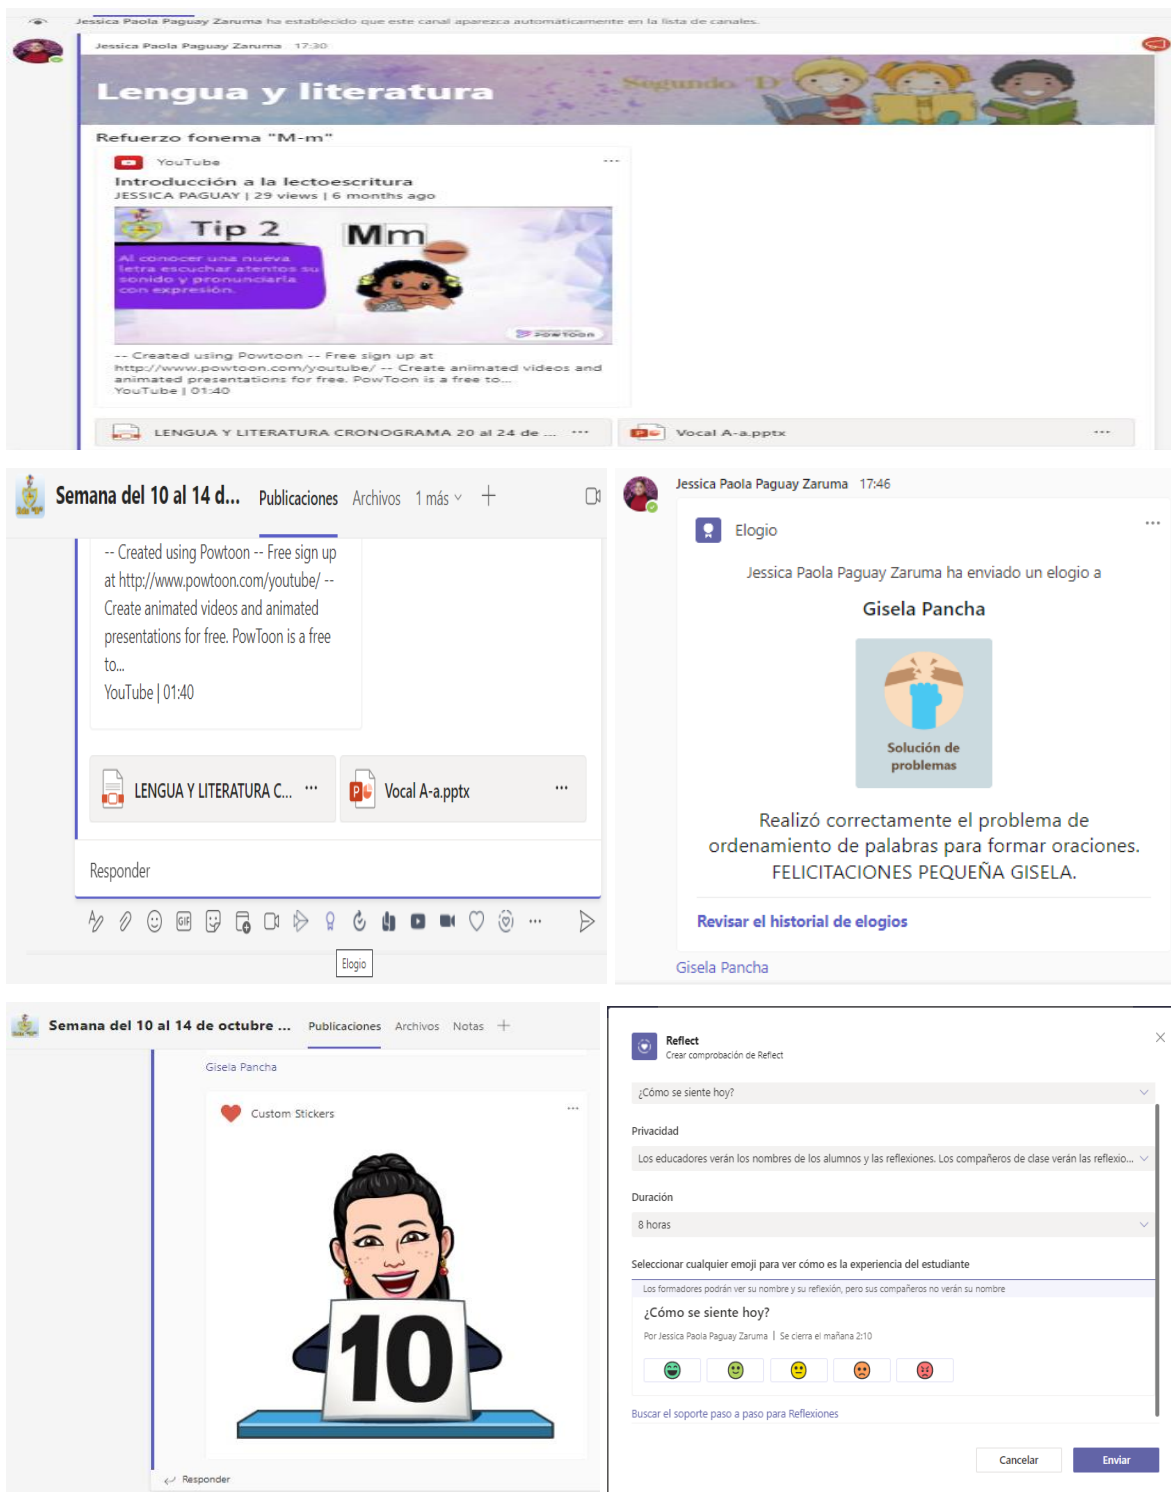 Jessica Paola Paguay Zaruma ha establecido que este canal aparezca automáticamente en la lista de canales.
Jessica Paola Paguay Zaruma 17:30
Lengua y literatura
Segundo "D"
Refuerzo fonema "M-m"
YouTube
Introducción a la lectoescritura
JESSICA PAGUAY | 29 views | 6 months ago
Tip 2
Mm
Al conocer una nueva
letra escuchar atentos su
sonido y pronunciarla
con expresión.
POWTOON
-- Created using Powtoon -- Free sign up at
http://www.powtoon.com/youtube/ -- Create animated videos and
animated presentations for free. PowToon is a free to...
YouTube | 01:40
LENGUA Y LITERATURA CRONOGRAMA 20 al 24 de ... ...
Vocal A-a.pptx ...
Semana del 10 al 14 d... Publicaciones Archivos 1 más
-- Created using Powtoon -- Free sign up
at http://www.powtoon.com/youtube/ --
Create animated videos and animated
presentations for free. PowToon is a free
to...
YouTube | 01:40
LENGUA Y LITERATURA C... ...
Vocal A-a.pptx ...
Responder
GIF
Elogio
Jessica Paola Paguay Zaruma 17:46
Elogio
Jessica Paola Paguay Zaruma ha enviado un elogio a
Gisela Pancha
Solución de
problemas
Realizó correctamente el problema de
ordenamiento de palabras para formar oraciones.
FELICITACIONES PEQUEÑA GISELA.
Revisar el historial de elogios
Gisela Pancha
Semana del 10 al 14 de octubre ... Publicaciones Archivos Notas
Gisela Pancha
Custom Stickers
10
Responder
Reflect
Crear comprobación de Reflect
¿Cómo se siente hoy?
Privacidad
Los educadores verán los nombres de los alumnos y las reflexiones. Los compañeros de clase verán las reflexio...
Duración
8 horas
Seleccionar cualquier emoji para ver cómo es la experiencia del estudiante
Los formadores podrán ver su nombre y su reflexión, pero sus compañeros no verán su nombre
¿Cómo se siente hoy?
Por Jessica Paola Paguay Zaruma | Se cierra el mañana 2:10
Buscar el soporte paso a paso para Reflexiones
Cancelar
Enviar